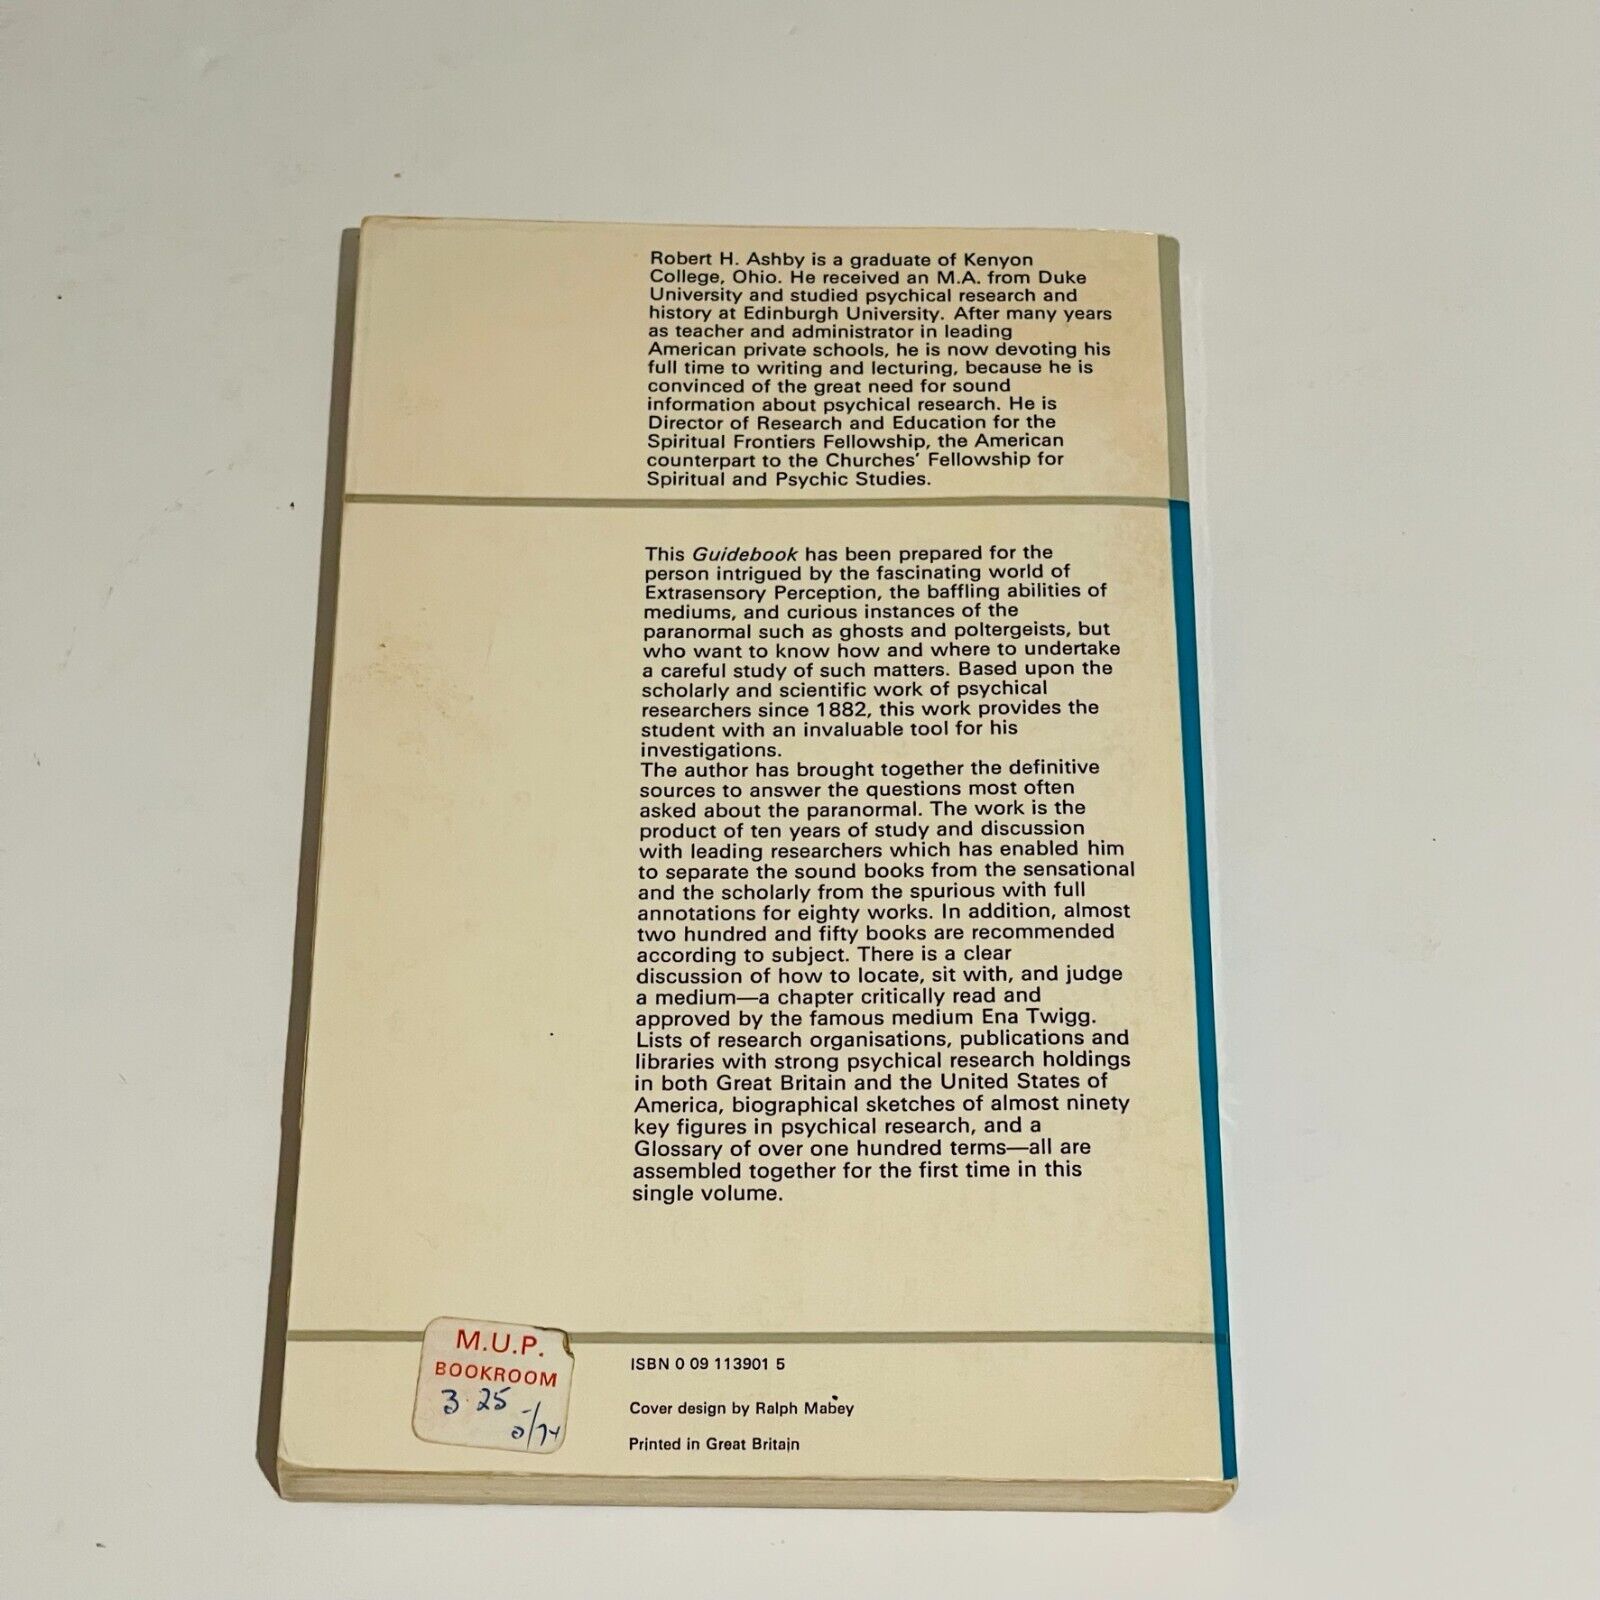 Robert H. Ashby is a graduate of Kenyon
College, Ohio. He received an M.A. from Duke
University and studied psychical research and
history at Edinburgh University. After many years
as teacher and administrator in leading
American private schools, he is now devoting his
full time to writing and lecturing, because he is
convinced of the great need for sound
information about psychical research. He is
Director of Research and Education for the
Spiritual Frontiers Fellowship, the American
counterpart to the Churches' Fellowship for
Spiritual and Psychic Studies.
This Guidebook has been prepared for the
person intrigued by the fascinating world of
Extrasensory Perception, the baffling abilities of
mediums, and curious instances of the
paranormal such as ghosts and poltergeists, but
who want to know how and where to undertake
a careful study of such matters. Based upon the
scholarly and scientific work of psychical
researchers since 1882, this work provides the
student with an invaluable tool for his
investigations.
The author has brought together the definitive
sources to answer the questions most often
asked about the paranormal. The work is the
product of ten years of study and discussion
with leading researchers which has enabled him
to separate the sound books from the sensational
and the scholarly from the spurious with full
annotations for eighty works. In addition, almost
two hundred and fifty books are recommended
according to subject. There is a clear
discussion of how to locate, sit with, and judge
a medium—a chapter critically read and
approved by the famous medium Ena Twigg.
Lists of research organisations, publications and
libraries with strong psychical research holdings
in both Great Britain and the United States of
America, biographical sketches of almost ninety
key figures in psychical research, and a
Glossary of over one hundred terms—all are
assembled together for the first time in this
single volume.
M.U.P.
BOOKROOM
3.25
ISBN 0 09 113901 5
Cover design by Ralph Mabey
Printed in Great Britain